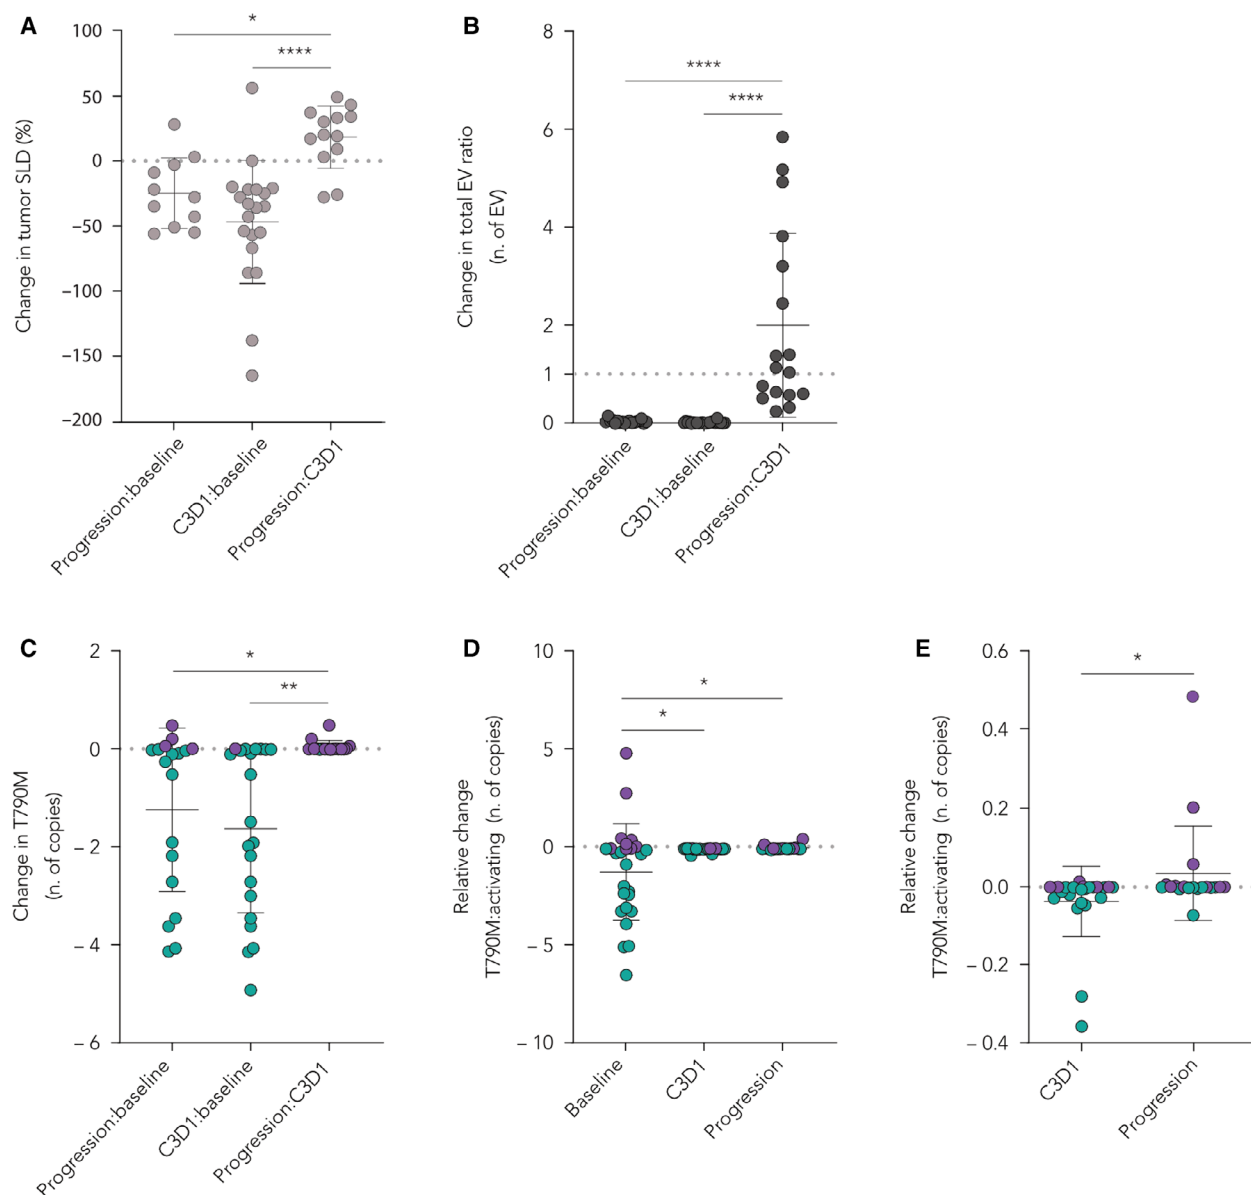 A
Change in tumor SLD (%)
100
50
0
–50
–100
–150
–200
*
****
Progression:baseline
C3D1:baseline
Progression:C3D1
B
Change in total EV ratio
(n. of EV)
8
6
4
2
1
0
****
****
Progression:baseline
C3D1:baseline
Progression:C3D1
C
Change in T790M
(n. of copies)
2
0
– 2
– 4
– 6
*
**
Progression:baseline
C3D1:baseline
Progression:C3D1
D
Relative change
T790M:activating (n. of copies)
10
5
0
– 5
– 10
*
*
Baseline
C3D1
Progression
E
Relative change
T790M:activating (n. of copies)
0.6
0.4
0.2
0.0
– 0.2
– 0.4
*
C3D1
Progression